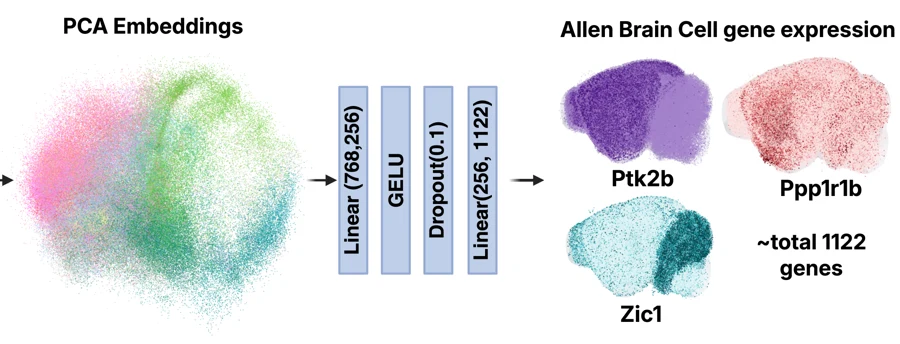 PCA Embeddings
Linear (768,256)
GELU
Dropout(0.1)
Linear(256, 1122)
Allen Brain Cell gene expression
Ptk2b
Ppp1r1b
Zic1
~total 1122
genes